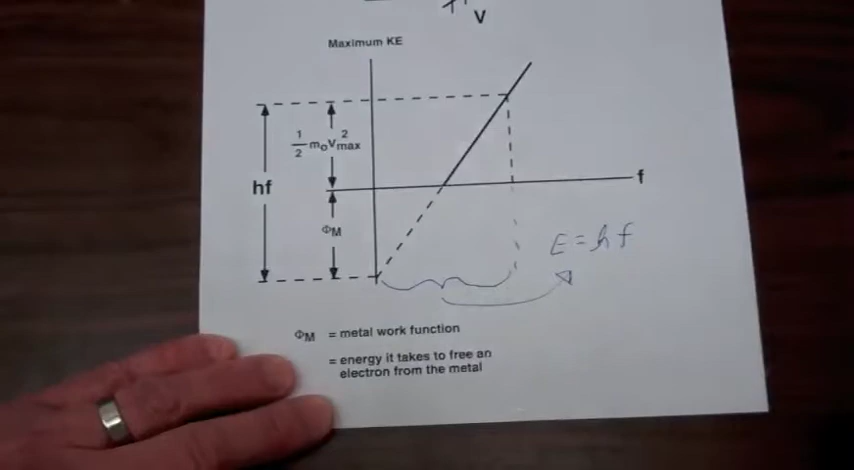 V
Maximum KE
1/2 m₀v²max
hf
f
ΦM
E = hf
ΦM = metal work function
= energy it takes to free an
electron from the metal